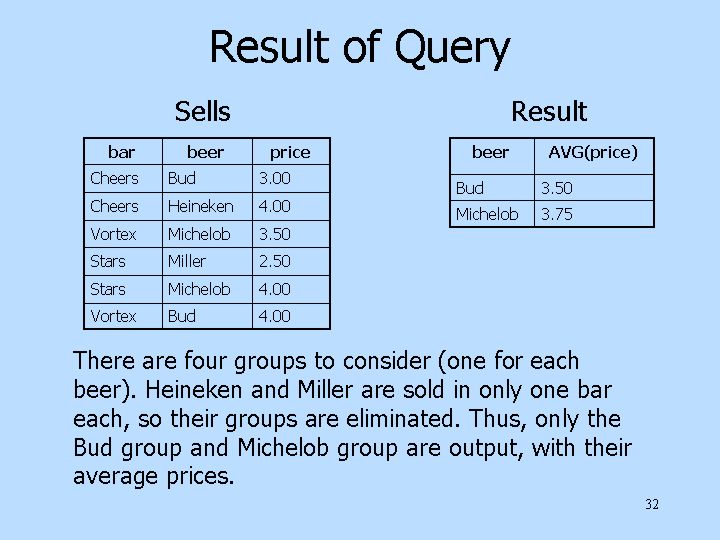 Result of Query
Sells
bar beer price
Cheers Bud 3.00
Cheers Heineken 4.00
Vortex Michelob 3.50
Stars Miller 2.50
Stars Michelob 4.00
Vortex Bud 4.00
Result
beer AVG(price)
Bud 3.50
Michelob 3.75
There are four groups to consider (one for each
beer). Heineken and Miller are sold in only one bar
each, so their groups are eliminated. Thus, only the
Bud group and Michelob group are output, with their
average prices.
32